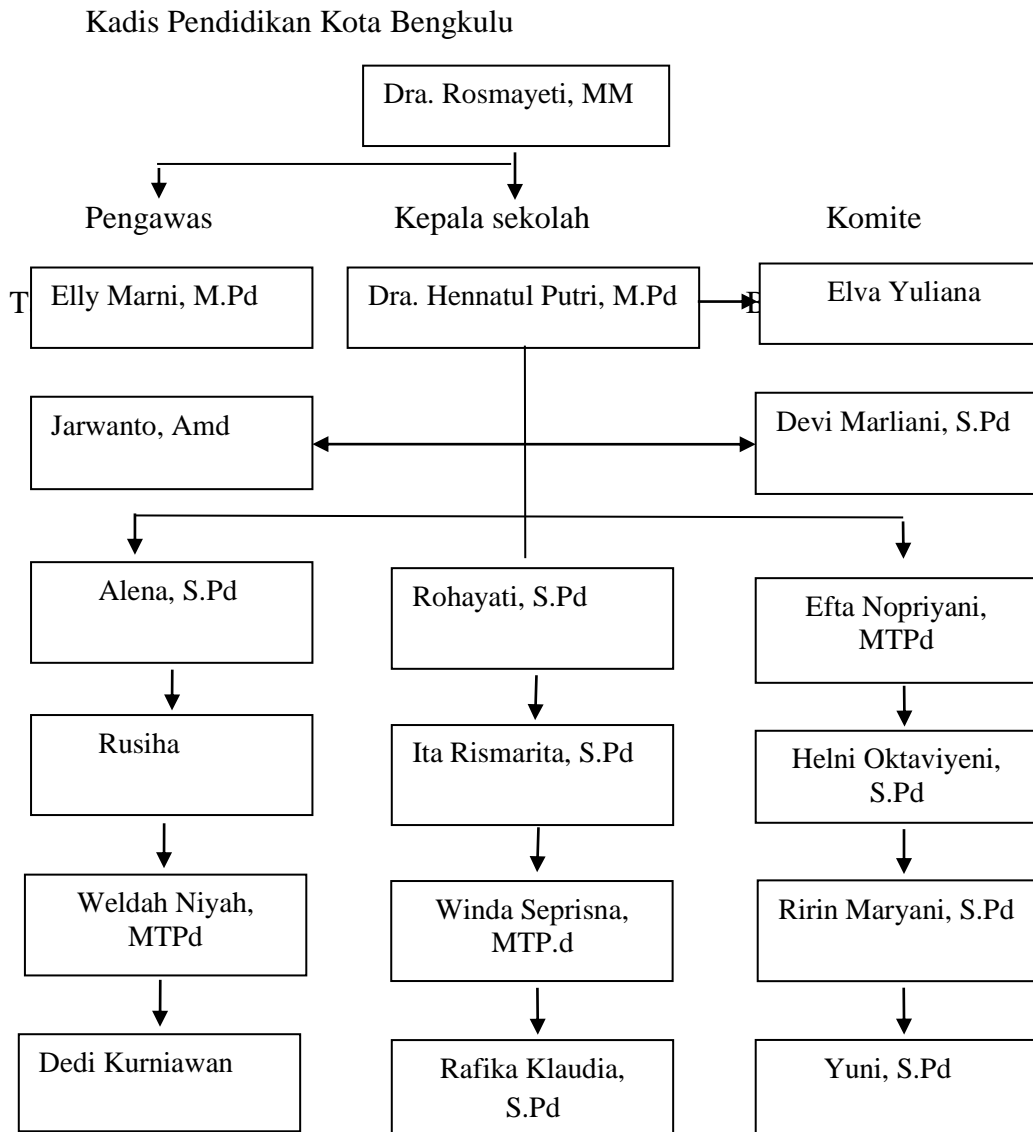 Kadis Pendidikan Kota Bengkulu
Dra. Rosmayeti, MM
Pengawas
Kepala sekolah
Komite
T
Elly Marni, M.Pd
Dra. Hennatul Putri, M.Pd
Elva Yuliana
Jarwanto, Amd
Devi Marliani, S.Pd
Alena, S.Pd
Rohayati, S.Pd
Efta Nopriyani,
MTPd
Rusiha
Ita Rismarita, S.Pd
Helni Oktaviyeni,
S.Pd
Weldah Niyah,
MTPd
Winda Seprisna,
MTP.d
Ririn Maryani, S.Pd
Dedi Kurniawan
Rafika Klaudia,
S.Pd
Yuni, S.Pd